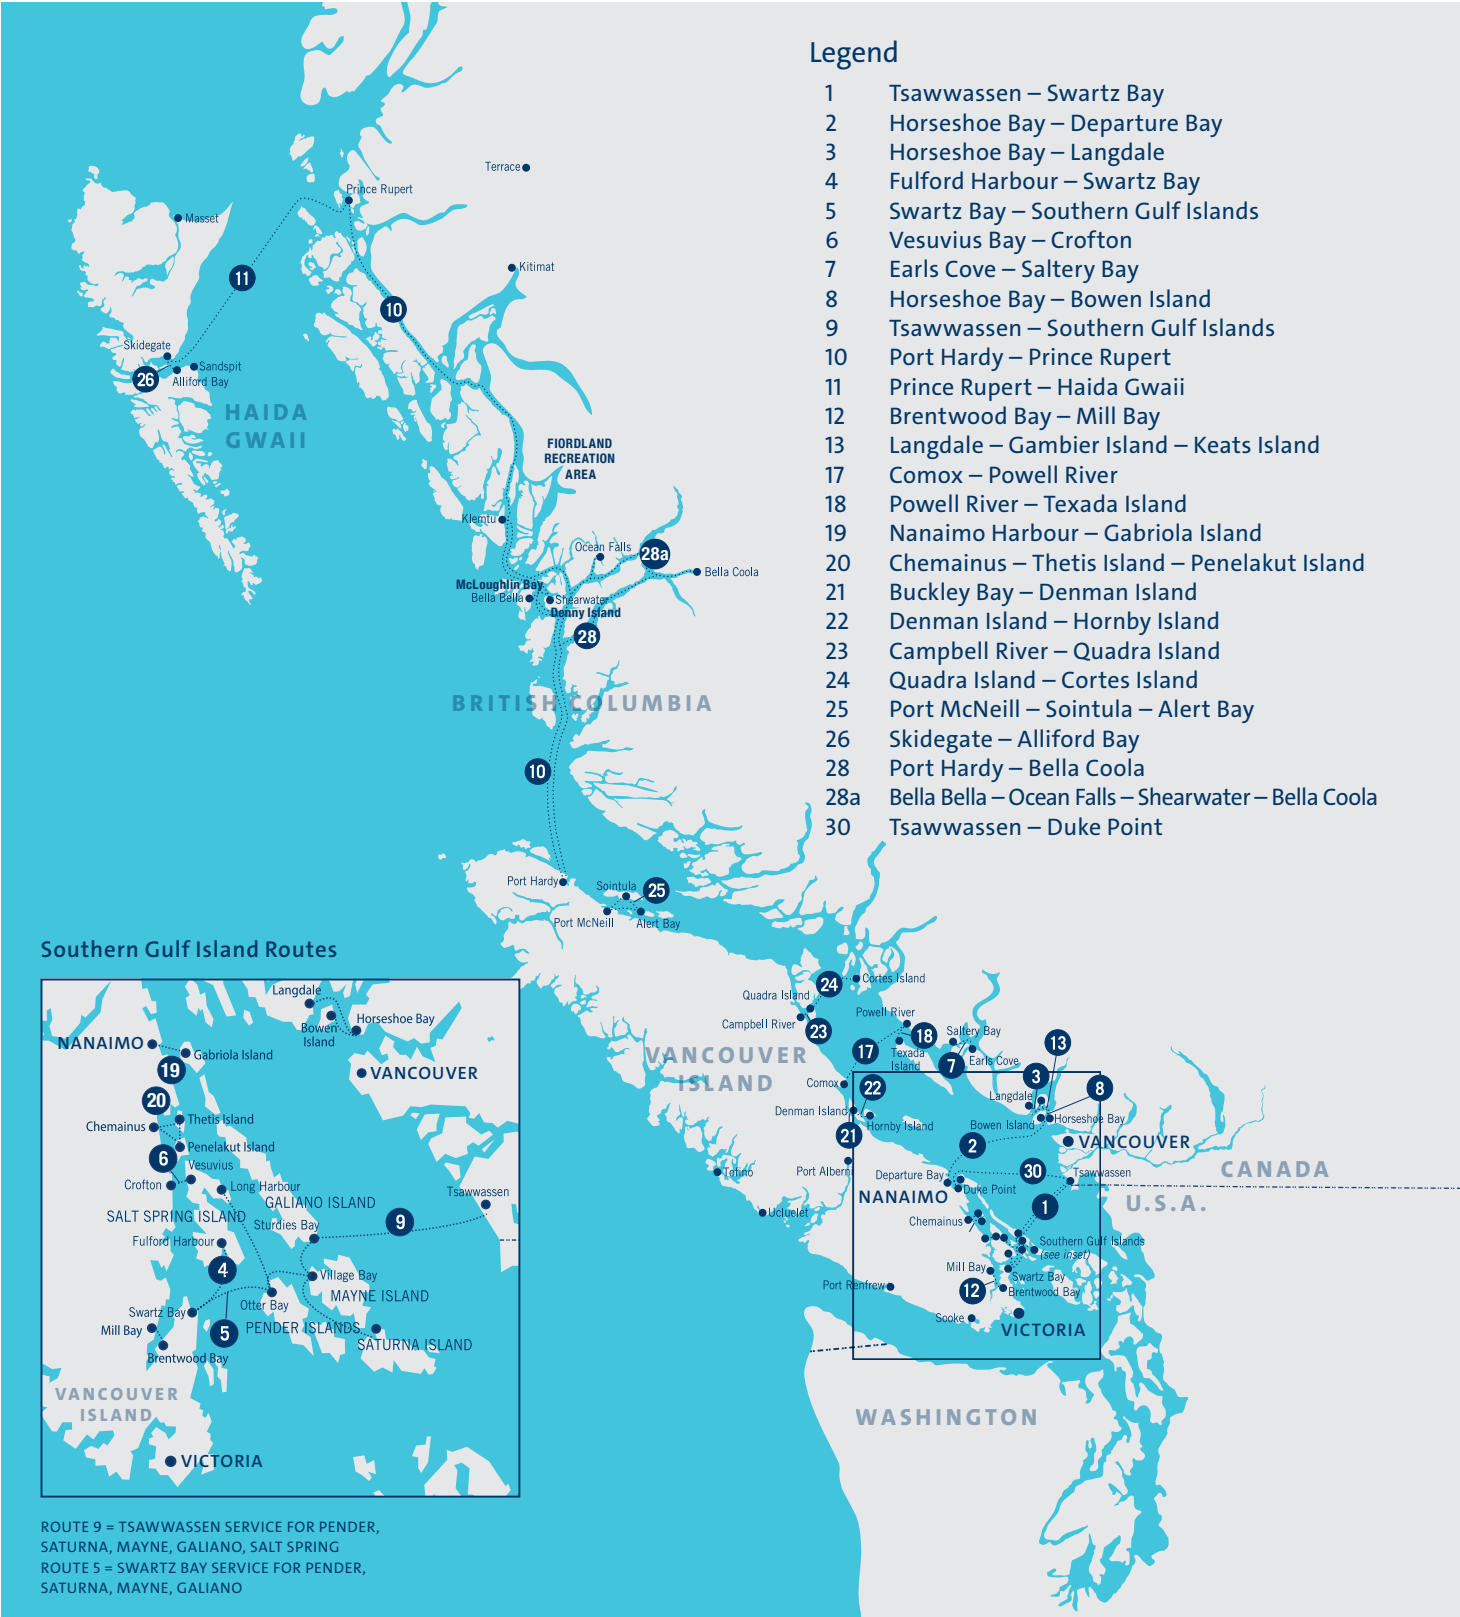 Legend
1 Tsawwassen – Swartz Bay
2 Horseshoe Bay – Departure Bay
3 Horseshoe Bay – Langdale
4 Fulford Harbour – Swartz Bay
5 Swartz Bay – Southern Gulf Islands
6 Vesuvius Bay – Crofton
7 Earls Cove – Saltery Bay
8 Horseshoe Bay – Bowen Island
9 Tsawwassen – Southern Gulf Islands
10 Port Hardy – Prince Rupert
11 Prince Rupert – Haida Gwaii
12 Brentwood Bay – Mill Bay
13 Langdale – Gambier Island – Keats Island
17 Comox – Powell River
18 Powell River – Texada Island
19 Nanaimo Harbour – Gabriola Island
20 Chemainus – Thetis Island – Penelakut Island
21 Buckley Bay – Denman Island
22 Denman Island – Hornby Island
23 Campbell River – Quadra Island
24 Quadra Island – Cortes Island
25 Port McNeill – Sointula – Alert Bay
26 Skidegate – Alliford Bay
28 Port Hardy – Bella Coola
28a Bella Bella – Ocean Falls – Shearwater – Bella Coola
30 Tsawwassen – Duke Point
Terrace
Prince Rupert
Masset
Kitimat
11
10
Skidegate
Sandspit
26
Alliford Bay
HAIDA
GWAII
FIORDLAND
RECREATION
AREA
Klemtu
Ocean Falls
28a
Bella Coola
McLoughlin Bay
Bella Bella
Shearwater
Denny Island
28
BRITISH COLUMBIA
10
Port Hardy
Sointula
25
Port McNeill
Alert Bay
Cortes Island
24
Quadra Island
Campbell River
23
Powell River
18
Saltery Bay
13
17
Texada
Island
Earls Cove
7
VANCOUVER
ISLAND
Comox
22
3
8
Langdale
Denman Island
Hornby Island
Horseshoe Bay
Bowen Island
21
2
VANCOUVER
Port Alberni
Tofino
Departure Bay
30
Tsawwassen
CANADA
NANAIMO
Duke Point
U.S.A.
1
Ucluelet
Chemainus
Southern Gulf Islands
(see inset)
Mill Bay
Swartz Bay
Port Renfrew
12
Brentwood Bay
Sooke
VICTORIA
WASHINGTON
Southern Gulf Island Routes
Langdale
Bowen
Island
Horseshoe Bay
NANAIMO
Gabriola Island
19
VANCOUVER
20
Thetis Island
Chemainus
Penelakut Island
6
Vesuvius
Crofton
Long Harbour
GALIANO ISLAND
Tsawwassen
SALT SPRING ISLAND
Sturdies Bay
9
Fulford Harbour
4
Village Bay
MAYNE ISLAND
Otter Bay
Swartz Bay
Mill Bay
5
PENDER ISLANDS
SATURNA ISLAND
Brentwood Bay
VANCOUVER
ISLAND
VICTORIA
ROUTE 9 = TSAWWASSEN SERVICE FOR PENDER,
SATURNA, MAYNE, GALIANO, SALT SPRING
ROUTE 5 = SWARTZ BAY SERVICE FOR PENDER,
SATURNA, MAYNE, GALIANO